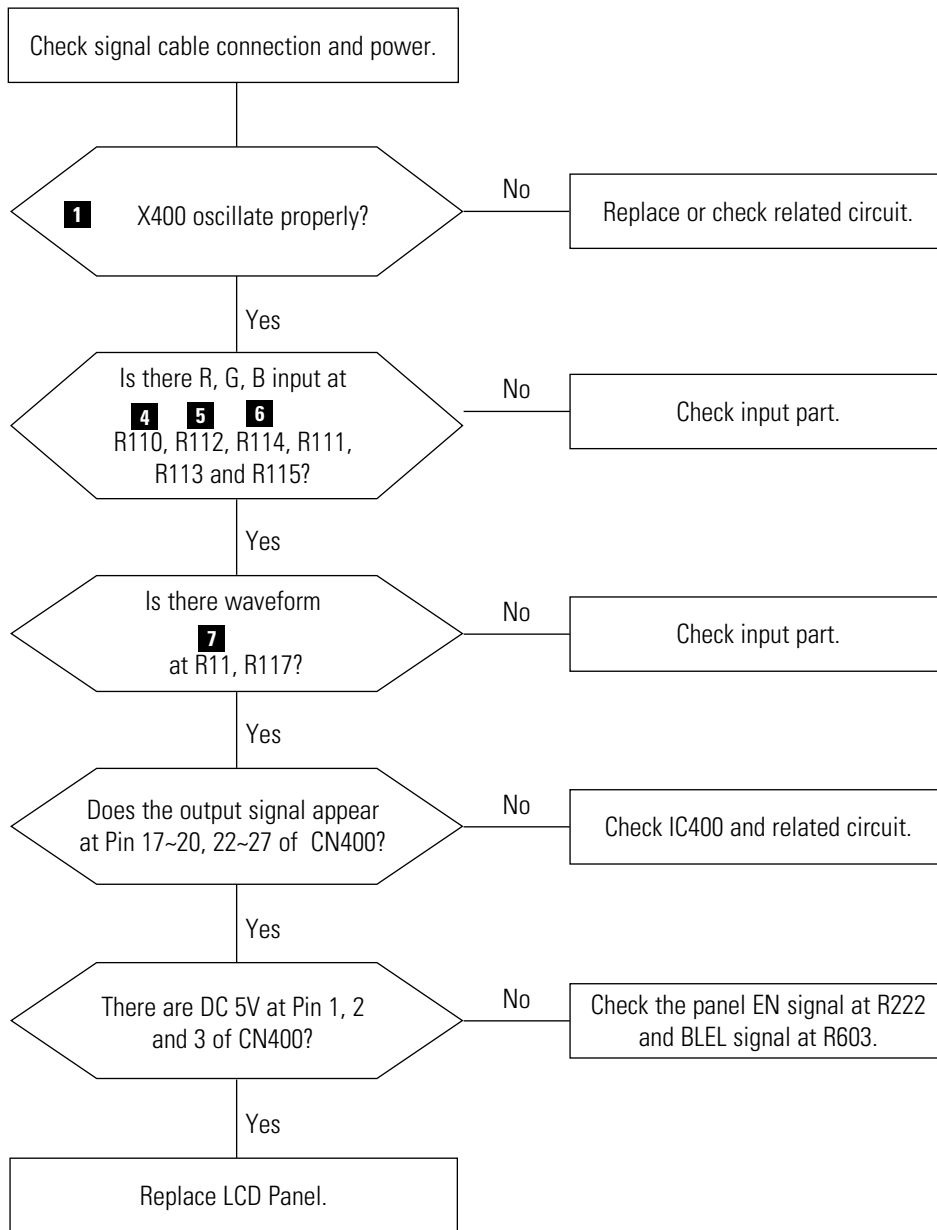 Check signal cable connection and power.
1 X400 oscillate properly?
No
Replace or check related circuit.
Yes
Is there R, G, B input at
4 5 6
R110, R112, R114, R111,
R113 and R115?
No
Check input part.
Yes
Is there waveform
7
at R11, R117?
No
Check input part.
Yes
Does the output signal appear
at Pin 17~20, 22~27 of CN400?
No
Check IC400 and related circuit.
Yes
There are DC 5V at Pin 1, 2
and 3 of CN400?
No
Check the panel EN signal at R222
and BLEL signal at R603.
Yes
Replace LCD Panel.